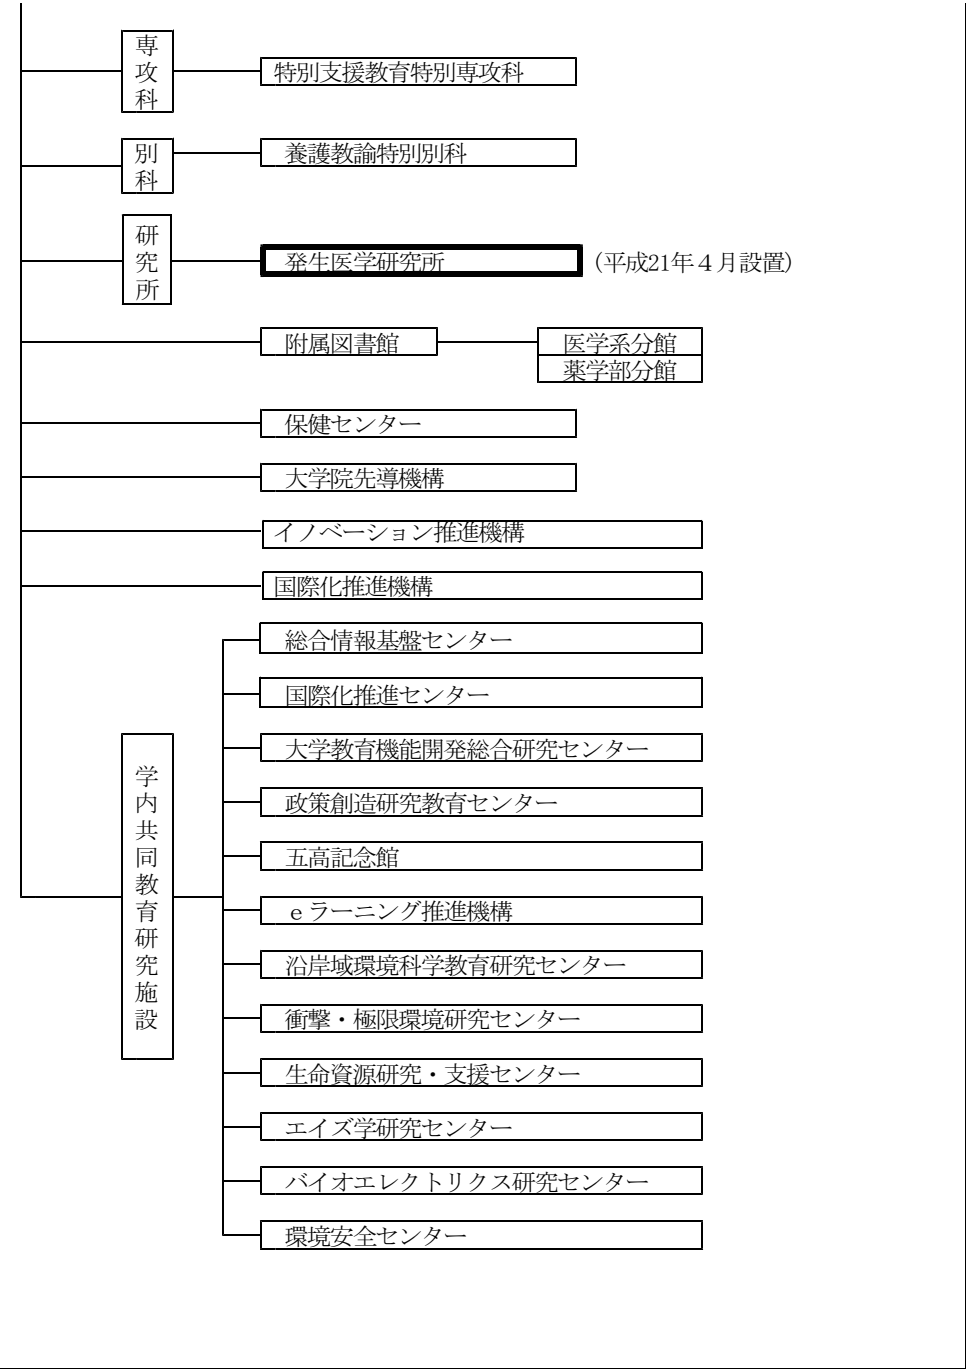 専攻科
特別支援教育特別専攻科
別科
養護教諭特別別科
研究所
発生医学研究所
（平成21年４月設置）
附属図書館
医学系分館
薬学部分館
保健センター
大学院先導機構
イノベーション推進機構
国際化推進機構
学内共同教育研究施設
総合情報基盤センター
国際化推進センター
大学教育機能開発総合研究センター
政策創造研究教育センター
五高記念館
ｅラーニング推進機構
沿岸域環境科学教育研究センター
衝撃・極限環境研究センター
生命資源研究・支援センター
エイズ学研究センター
バイオエレクトリクス研究センター
環境安全センター